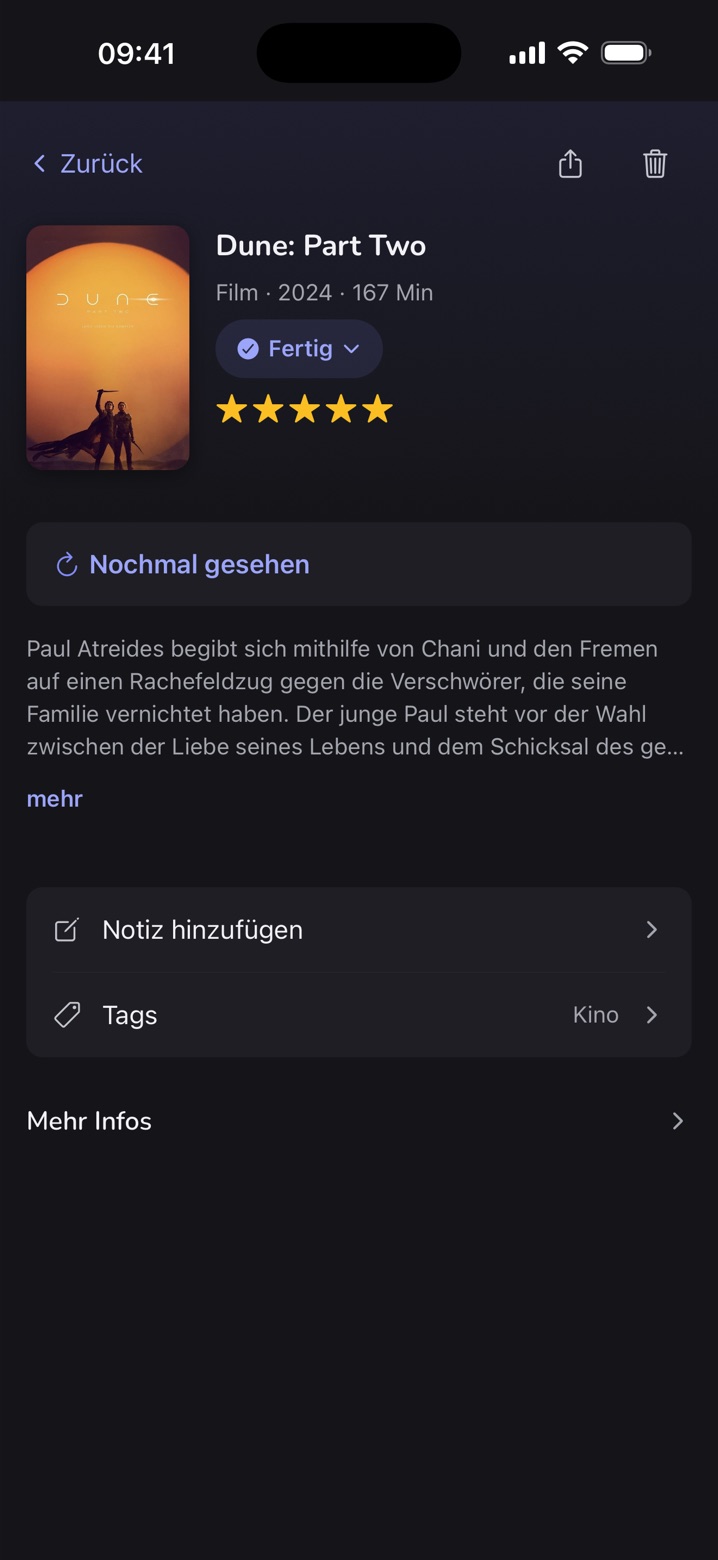 09:41
Zurück
DUNE
Dune: Part Two
Film · 2024 · 167 Min
Fertig
Nochmal gesehen
Paul Atreides begibt sich mithilfe von Chani und den Fremen
auf einen Rachefeldzug gegen die Verschwörer, die seine
Familie vernichtet haben. Der junge Paul steht vor der Wahl
zwischen der Liebe seines Lebens und dem Schicksal des ge...
mehr
Notiz hinzufügen
Tags
Kino
Mehr Infos